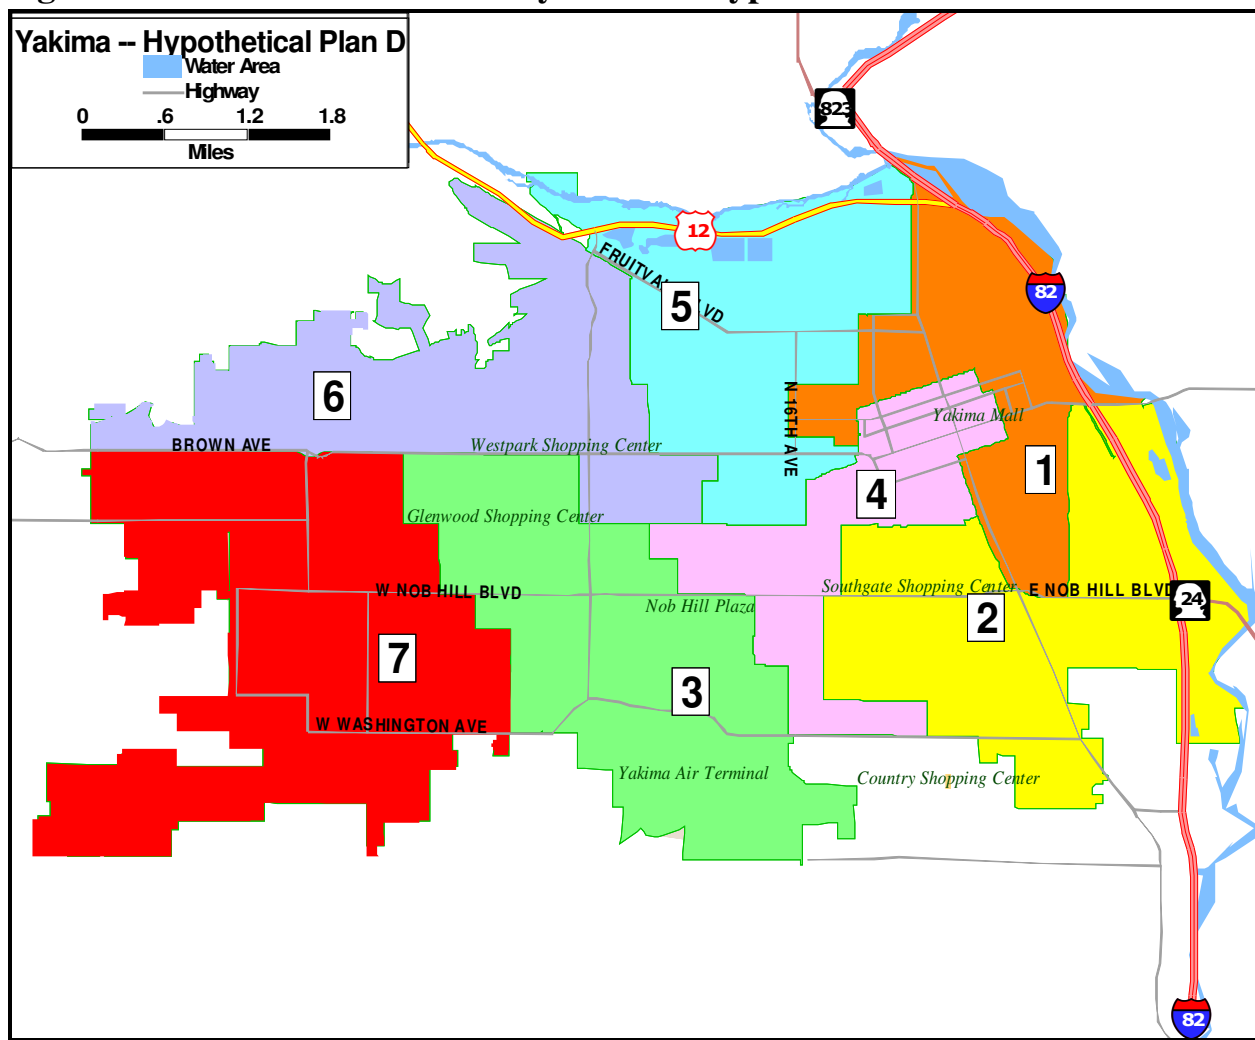 Yakima -- Hypothetical Plan D
Water Area
Highway
0 .6 1.2 1.8
Miles
823
12
82
FRUITVA BLVD
5
6
N 16TH AVE
Yakima Mall
BROWN AVE
Westpark Shopping Center
1
4
Glenwood Shopping Center
W NOB HILL BLVD
Southgate Shopping Center
E NOB HILL BLVD
24
Nob Hill Plaza
2
7
3
W WASHINGTON AVE
Yakima Air Terminal
Country Shopping Center
82